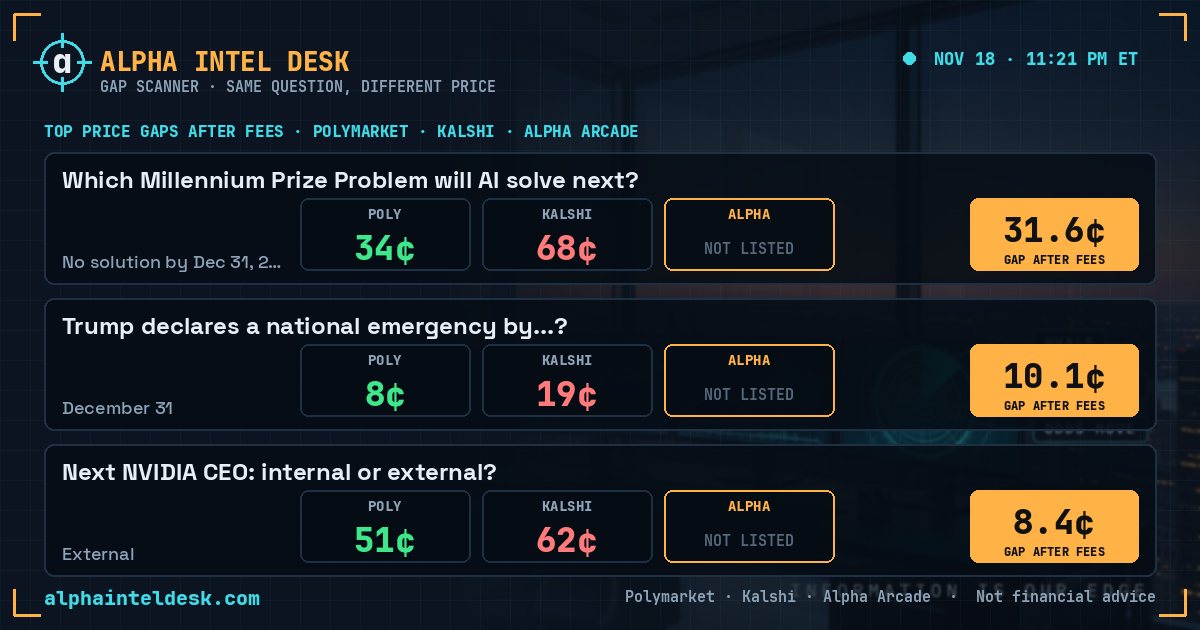 α
ALPHA INTEL DESK
GAP SCANNER · SAME QUESTION, DIFFERENT PRICE
NOV 18 · 11:21 PM ET
TOP PRICE GAPS AFTER FEES · POLYMARKET · KALSHI · ALPHA ARCADE
Which Millennium Prize Problem will AI solve next?
No solution by Dec 31, 2...
POLY
34¢
KALSHI
68¢
ALPHA
NOT LISTED
31.6¢
GAP AFTER FEES
Trump declares a national emergency by...?
December 31
POLY
8¢
KALSHI
19¢
ALPHA
NOT LISTED
10.1¢
GAP AFTER FEES
Next NVIDIA CEO: internal or external?
External
POLY
51¢
KALSHI
62¢
ALPHA
NOT LISTED
8.4¢
GAP AFTER FEES
INFORMATION IS OUR EDGE
alphainteldesk.com
Polymarket · Kalshi · Alpha Arcade · Not financial advice